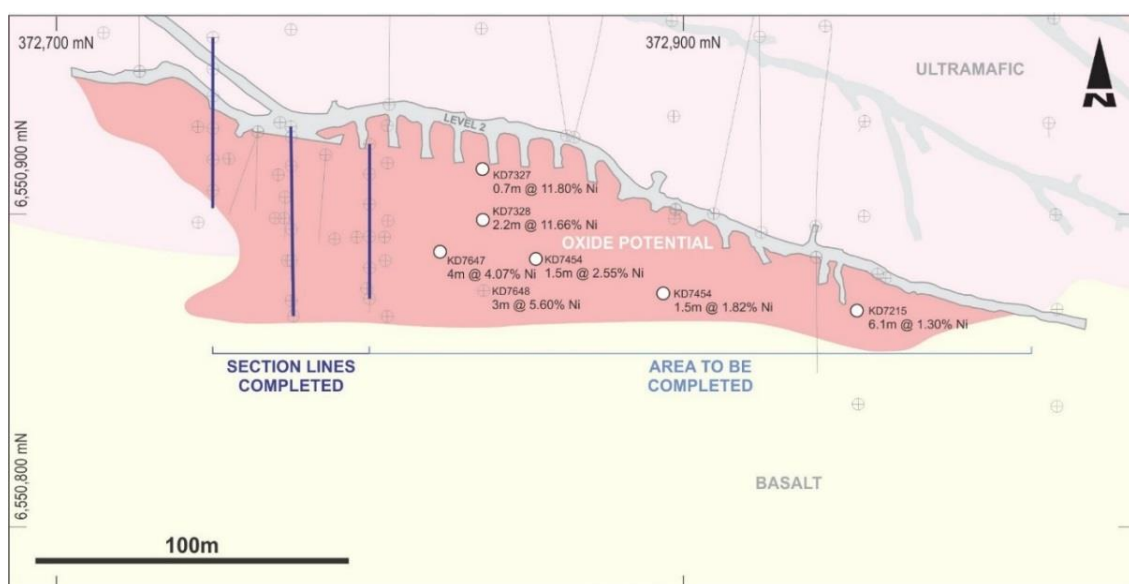 372,700 mN
372,900 mN
ULTRAMAFIC
N
LEVEL 2
6,550,900 mN
KD7327
0.7m @ 11.80% Ni
KD7328
2.2m @ 11.66% Ni
OXIDE POTENTIAL
KD7647
4m @ 4.07% Ni
KD7454
1.5m @ 2.55% Ni
KD7648
3m @ 5.60% Ni
KD7454
1.5m @ 1.82% Ni
KD7215
6.1m @ 1.30% Ni
SECTION LINES
COMPLETED
AREA TO BE
COMPLETED
6,550,800 mN
BASALT
100m